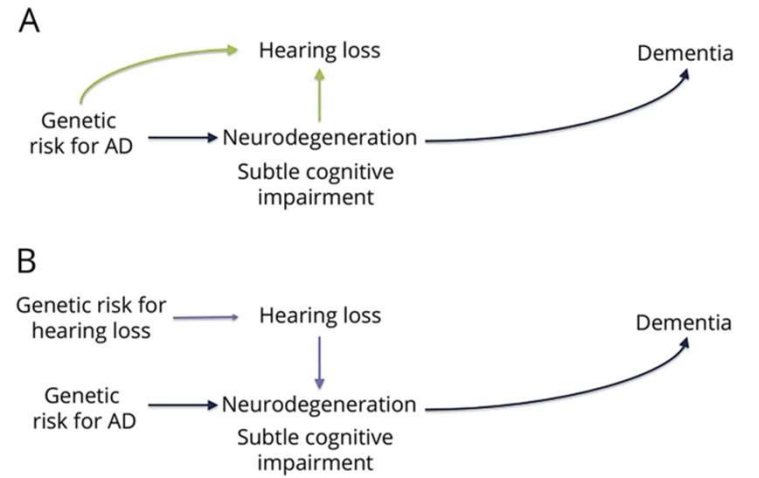 A
Hearing loss
Dementia
Genetic
risk for AD
Neurodegeneration
Subtle cognitive
impairment
B
Genetic risk for
hearing loss
Hearing loss
Dementia
Genetic
risk for AD
Neurodegeneration
Subtle cognitive
impairment